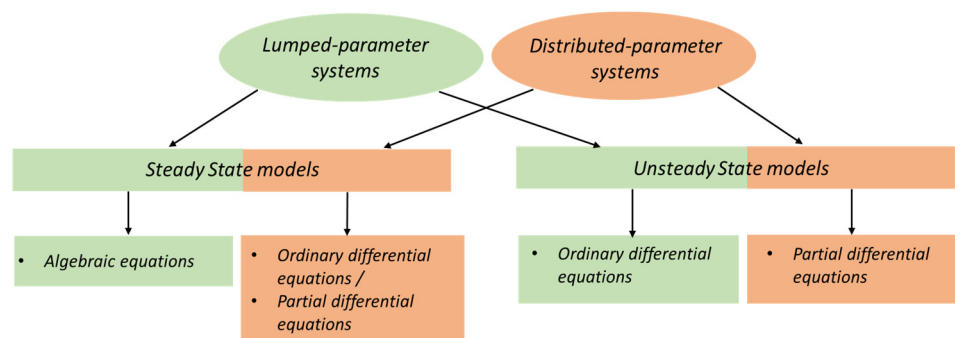 Lumped-parameter
systems
Distributed-parameter
systems
Steady State models
Unsteady State models
• Algebraic equations
• Ordinary differential
equations /
• Partial differential
equations
• Ordinary differential
equations
• Partial differential
equations